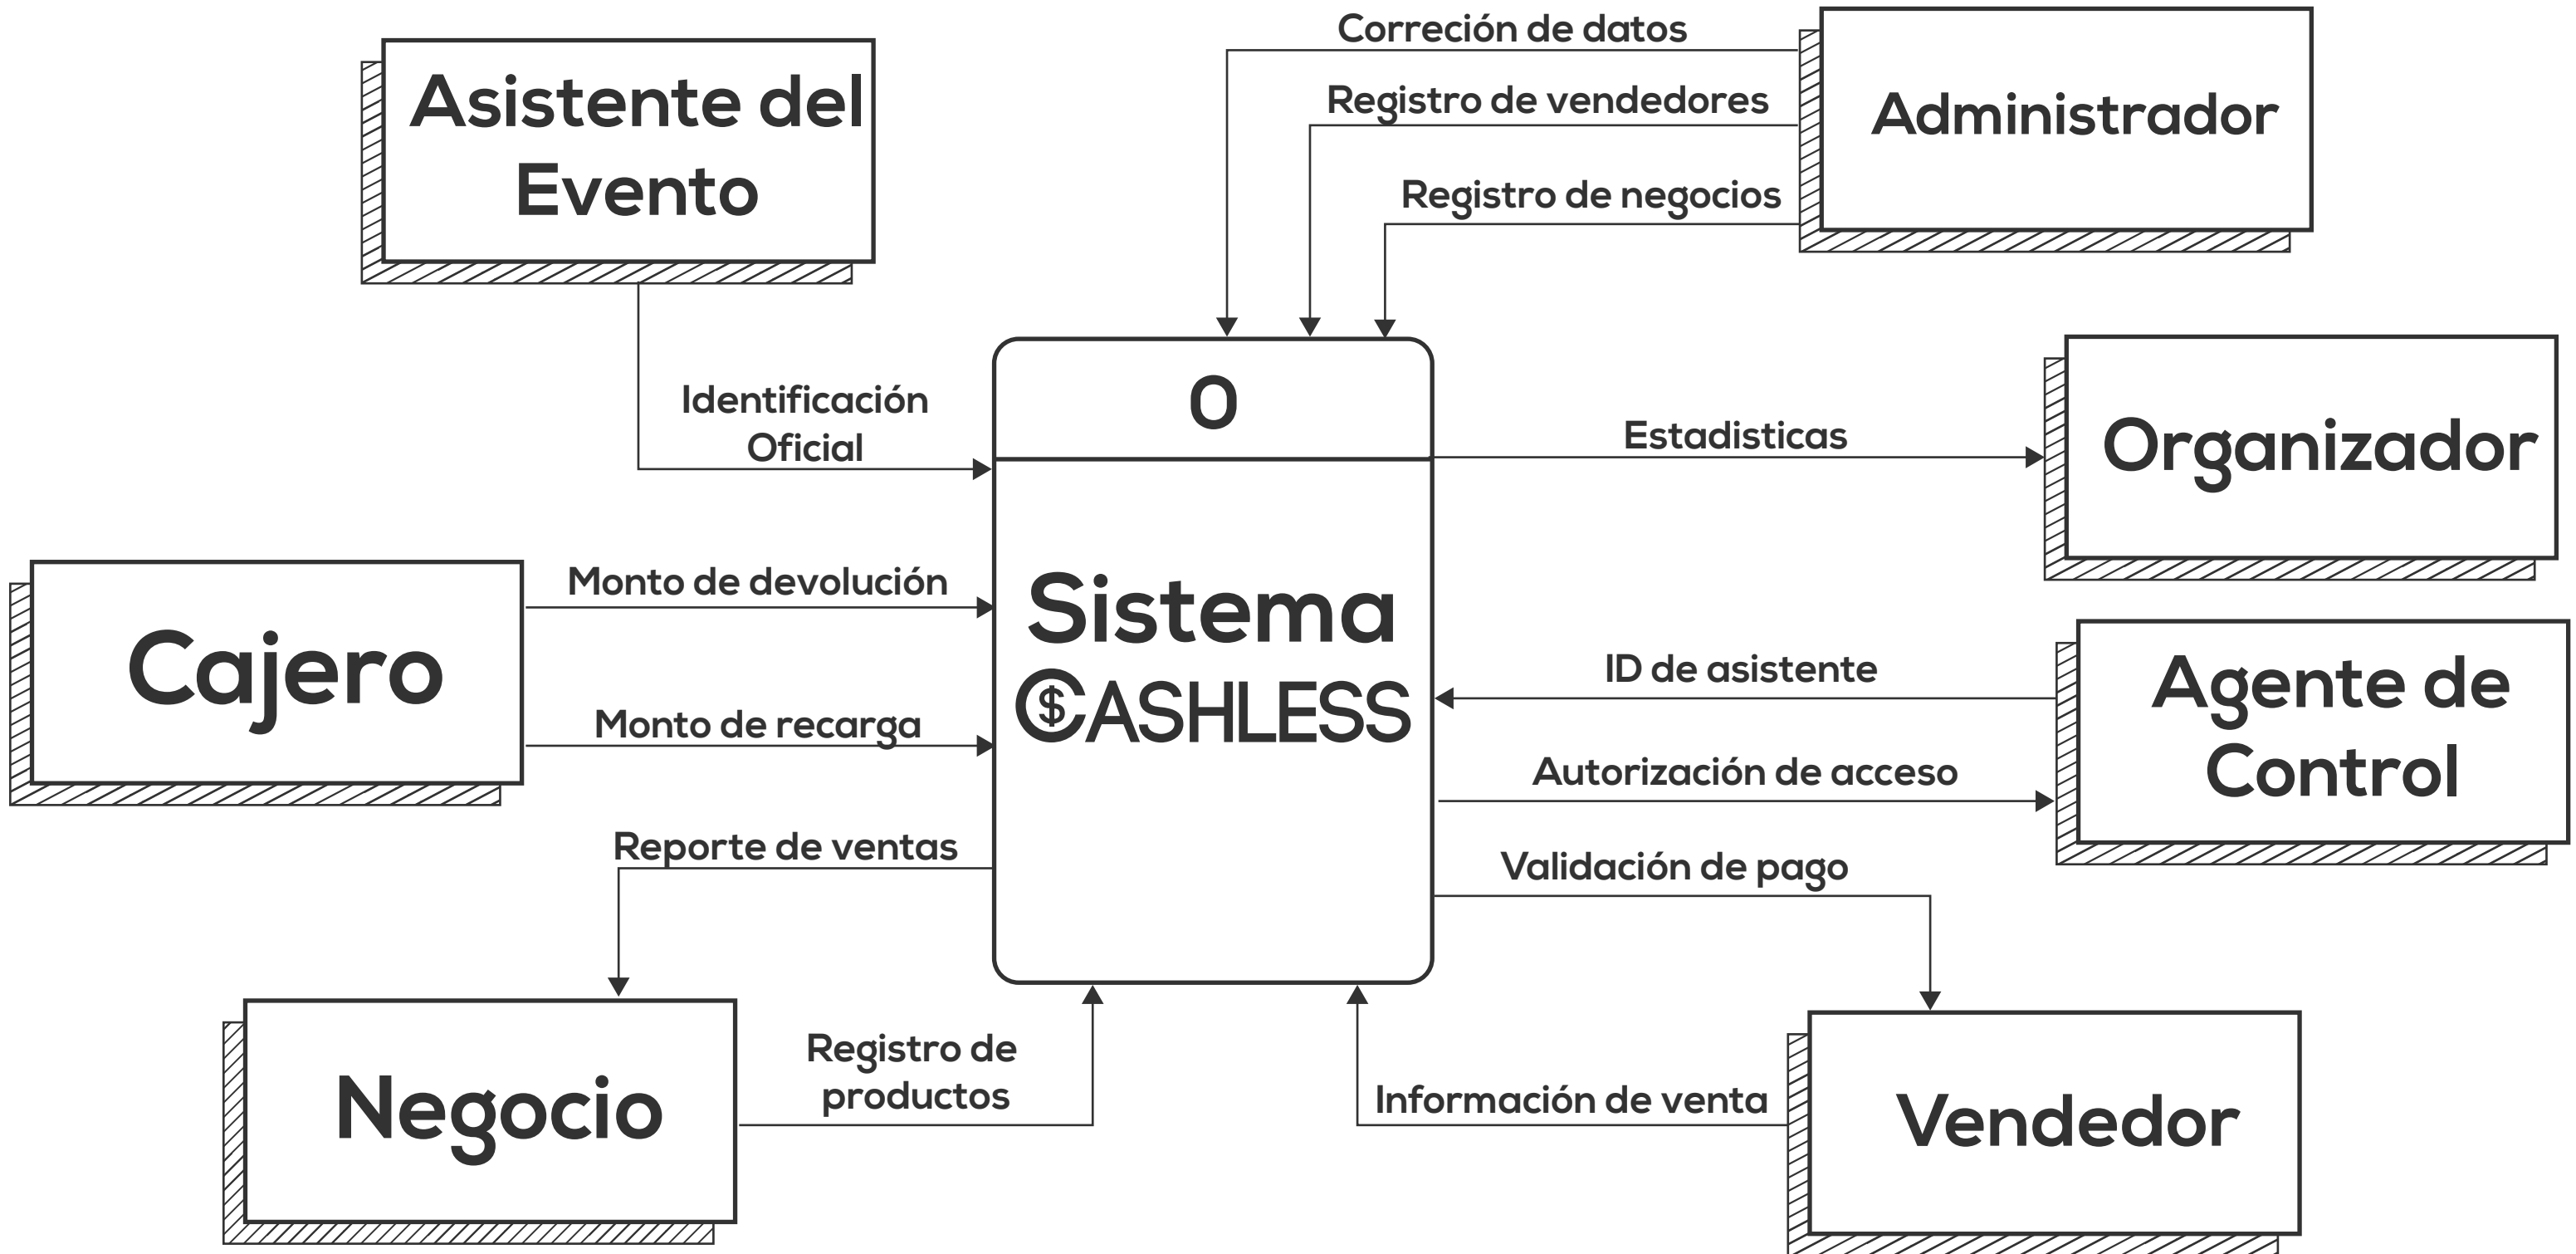 Asistente del
Evento
Correción de datos
Registro de vendedores
Registro de negocios
Administrador
Identificación
Oficial
0
Estadisticas
Organizador
Cajero
Monto de devolución
Monto de recarga
Sistema
CASHLESS
ID de asistente
Autorización de acceso
Agente de
Control
Reporte de ventas
Validación de pago
Negocio
Registro de
productos
Información de venta
Vendedor